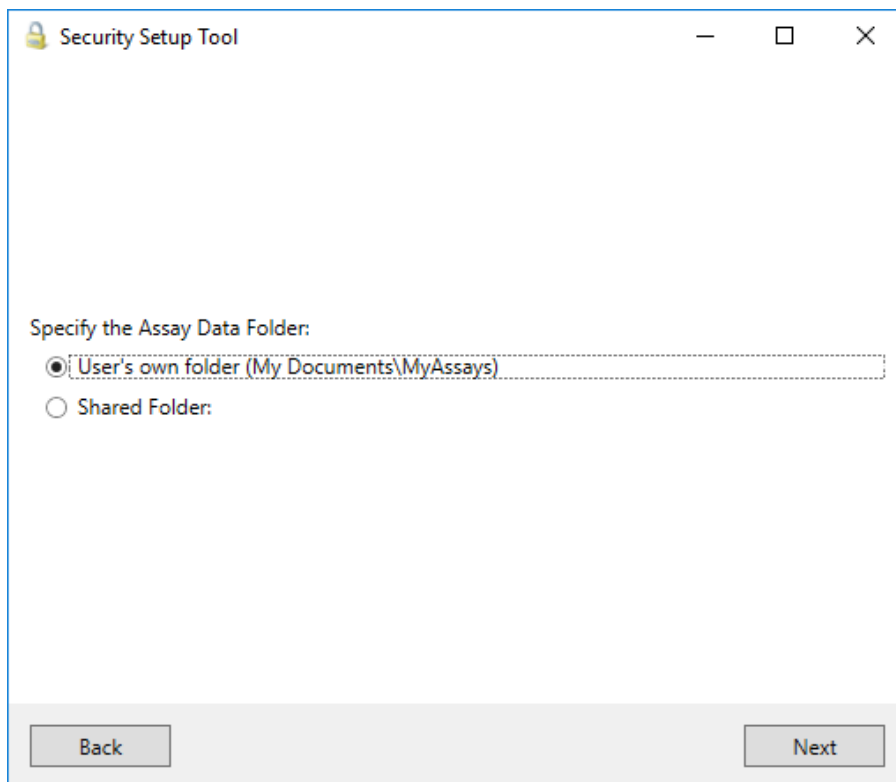 Security Setup Tool
Specify the Assay Data Folder:
User's own folder (My Documents\MyAssays)
Shared Folder:
Back
Next